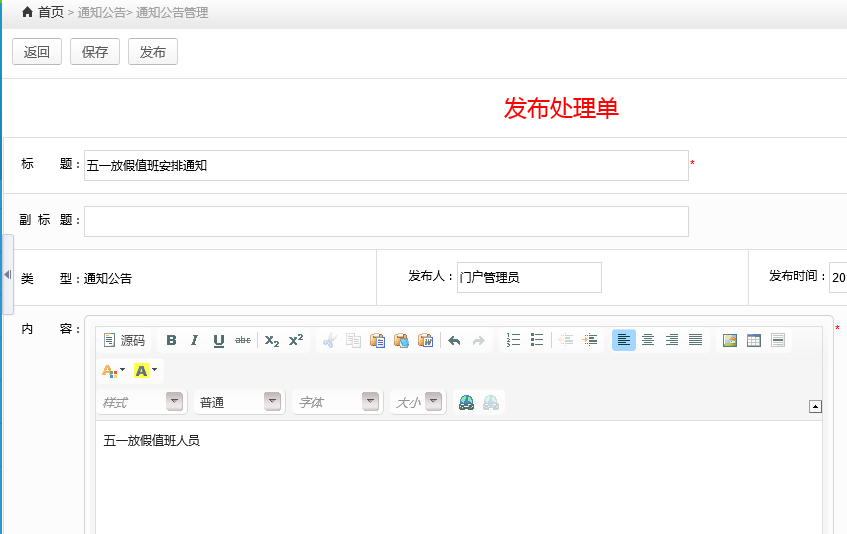 首页 > 通知公告> 通知公告管理
返回 保存 发布
发布处理单
标 题：五一放假值班安排通知 *
副 标 题：
类 型：通知公告 发布人：门户管理员 发布时间：20
内 容： *
源码 B I U abc X₂ X²
A A
样式 普通 字体 大小
五一放假值班人员